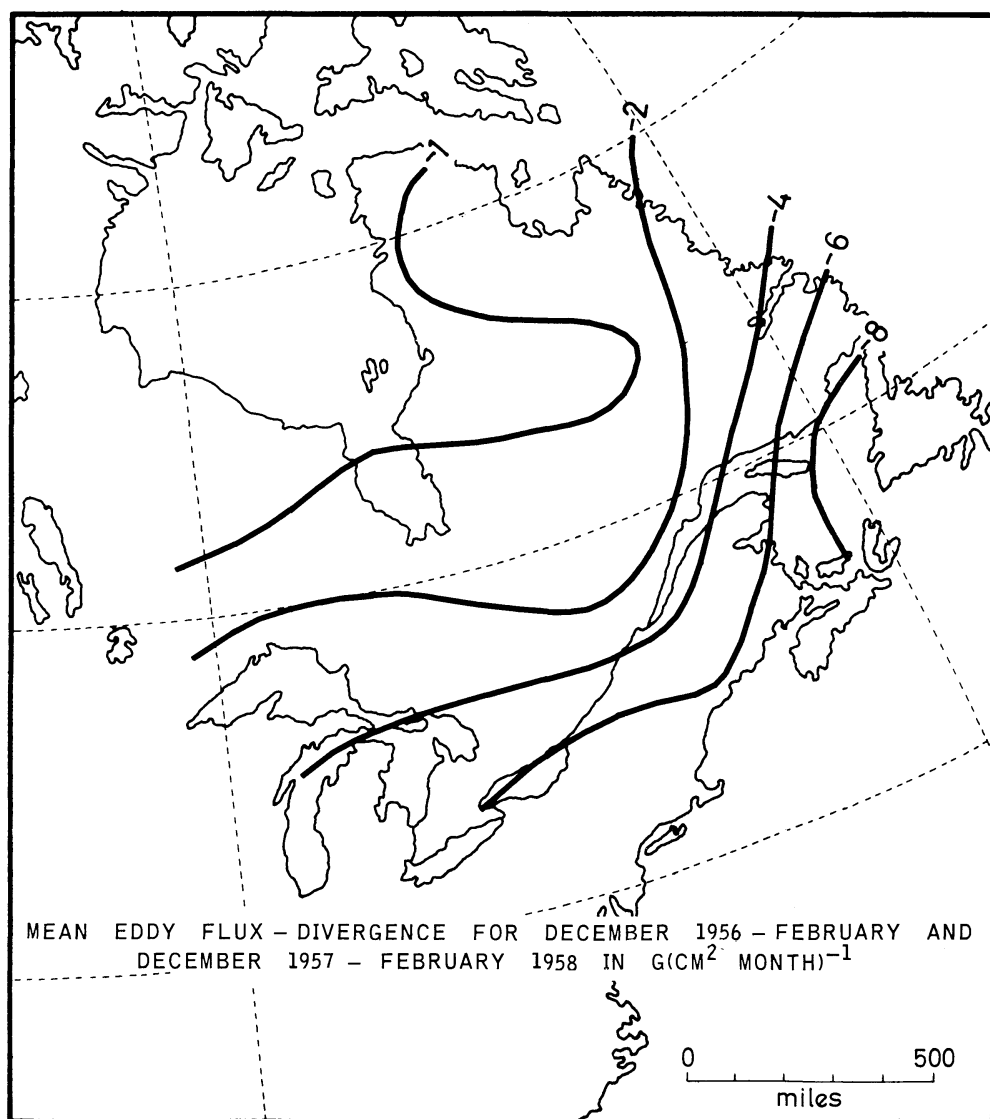 -1
-2
-4
-6
-8
MEAN EDDY FLUX – DIVERGENCE FOR DECEMBER 1956 – FEBRUARY AND
DECEMBER 1957 – FEBRUARY 1958 IN G(CM² MONTH)⁻¹
0 500
miles